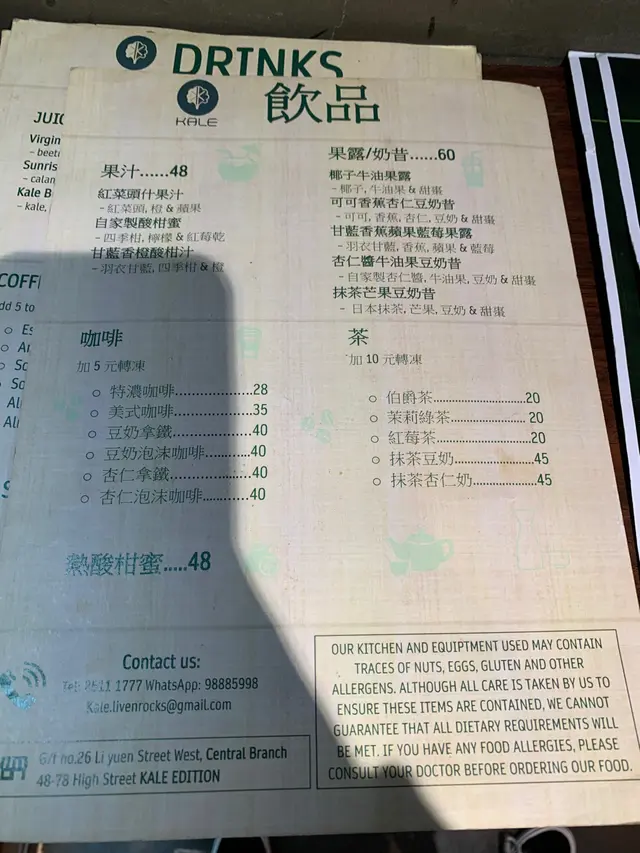 DRINKS
KALE
飲品
JUIC
Virgin
- beet
Sunris
- calan
Kale B
- kale,
COFF
dd 5 to
Es
So
So
Al
Al
果汁......48
紅菜頭什果汁
- 紅菜頭, 橙 & 蘋果
自家製酸柑蜜
- 四季柑, 檸檬 & 紅莓乾
甘藍香橙酸柑汁
- 羽衣甘藍, 四季柑 & 橙
果露/奶昔......60
椰子牛油果露
- 椰子, 牛油果 & 甜棗
可可香蕉杏仁豆奶昔
- 可可, 香蕉, 杏仁, 豆奶 & 甜棗
甘藍香蕉蘋果藍莓果露
- 羽衣甘藍, 香蕉, 蘋果 & 藍莓
杏仁醬牛油果豆奶昔
- 自家製杏仁醬, 牛油果, 豆奶 & 甜棗
抹茶芒果豆奶昔
- 日本抹茶, 芒果, 豆奶 & 甜棗
咖啡
加 5 元轉凍
○ 特濃咖啡....................28
○ 美式咖啡....................35
○ 豆奶拿鐵....................40
○ 豆奶泡沫咖啡............40
○ 杏仁拿鐵....................40
○ 杏仁泡沫咖啡............40
茶
加 10 元轉凍
○ 伯爵茶........................20
○ 茉莉綠茶.................... 20
○ 紅莓茶........................20
○ 抹茶豆奶....................45
○ 抹茶杏仁奶................45
熱酸柑蜜.....48
Contact us:
Tel: 2611 1777 WhatsApp: 98885998
Kale.livenrocks@gmail.com
G/f no.26 Li yuen Street West, Central Branch
48-78 High Street KALE EDITION
OUR KITCHEN AND EQUIPTMENT USED MAY CONTAIN
TRACES OF NUTS, EGGS, GLUTEN AND OTHER
ALLERGENS. ALTHOUGH ALL CARE IS TAKEN BY US TO
ENSURE THESE ITEMS ARE CONTAINED, WE CANNOT
GUARANTEE THAT ALL DIETARY REQUIREMENTS WILL
BE MET. IF YOU HAVE ANY FOOD ALLERGIES, PLEASE
CONSULT YOUR DOCTOR BEFORE ORDERING OUR FOOD.